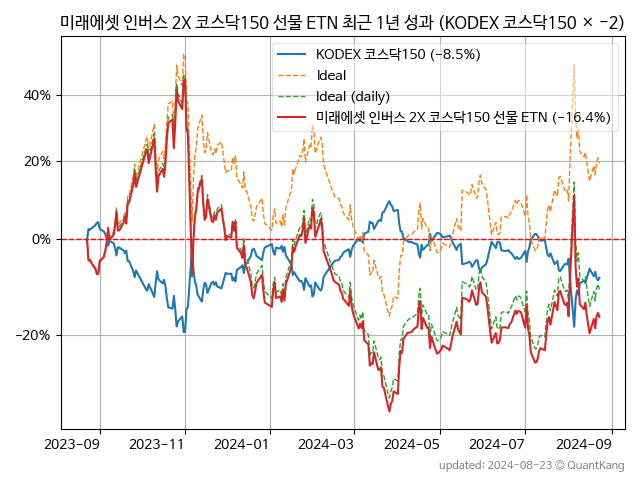 미래에셋 인버스 2X 코스닥150 선물 ETN 최근 1년 성과 (KODEX 코스닥150 × −2)
KODEX 코스닥150 (−8.5%)
Ideal
Ideal (daily)
미래에셋 인버스 2X 코스닥150 선물 ETN (−16.4%)
40%
20%
0%
−20%
2023-09 2023-11 2024-01 2024-03 2024-05 2024-07 2024-09
updated: 2024-08-23 © QuantKang